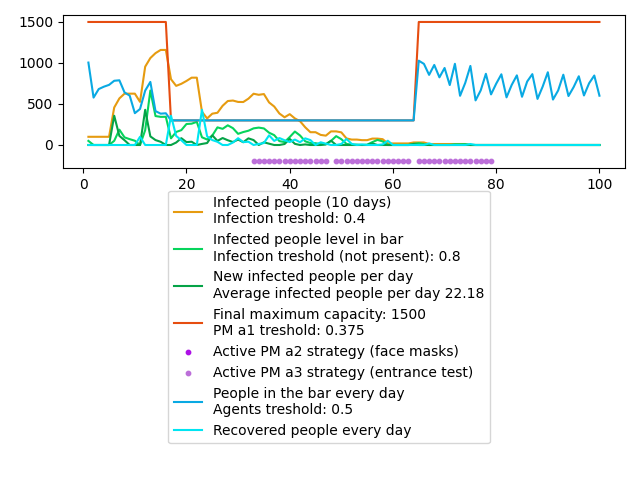 1500
1000
500
0
0
20
40
60
80
100
Infected people (10 days)
Infection treshold: 0.4
Infected people level in bar
Infection treshold (not present): 0.8
New infected people per day
Average infected people per day 22.18
Final maximum capacity: 1500
PM a1 treshold: 0.375
Active PM a2 strategy (face masks)
Active PM a3 strategy (entrance test)
People in the bar every day
Agents treshold: 0.5
Recovered people every day